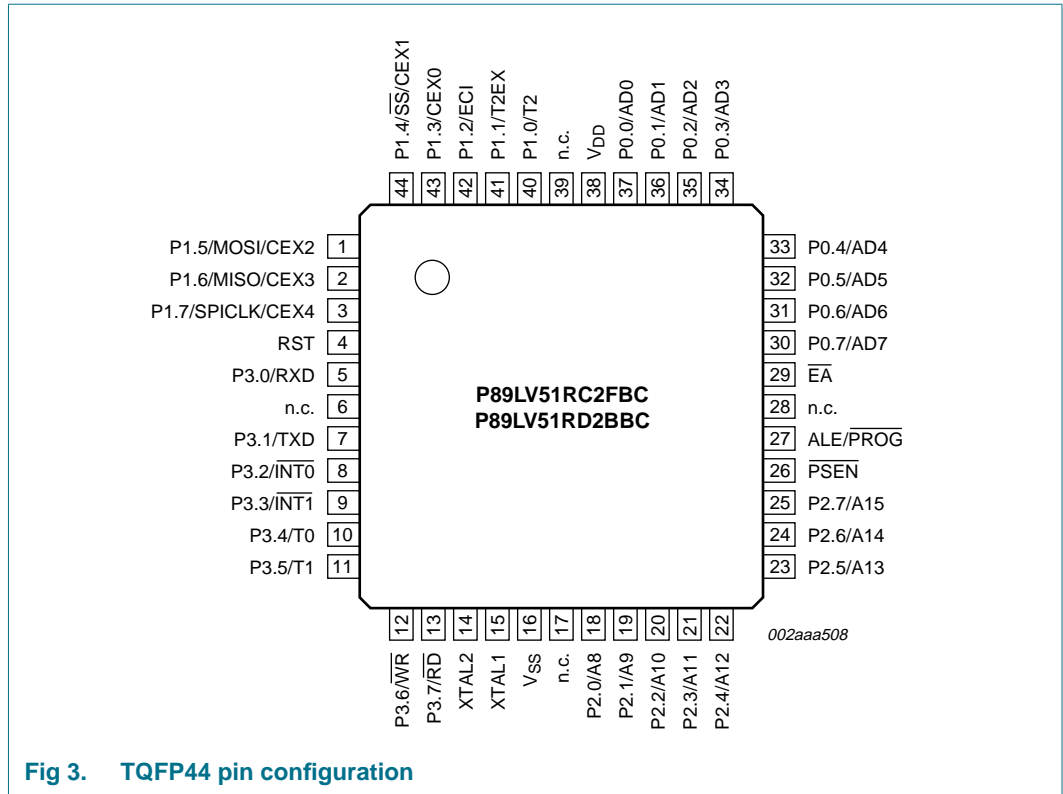 44 P1.4/S̅S̅/CEX1
43 P1.3/CEX0
42 P1.2/ECI
41 P1.1/T2EX
40 P1.0/T2
39 n.c.
38 VDD
37 P0.0/AD0
36 P0.1/AD1
35 P0.2/AD2
34 P0.3/AD3
P1.5/MOSI/CEX2 1
P1.6/MISO/CEX3 2
P1.7/SPICLK/CEX4 3
RST 4
P3.0/RXD 5
n.c. 6
P3.1/TXD 7
P3.2/I̅N̅T̅0̅ 8
P3.3/I̅N̅T̅1̅ 9
P3.4/T0 10
P3.5/T1 11
P89LV51RC2FBC
P89LV51RD2BBC
33 P0.4/AD4
32 P0.5/AD5
31 P0.6/AD6
30 P0.7/AD7
29 E̅A̅
28 n.c.
27 ALE/P̅R̅O̅G̅
26 P̅S̅E̅N̅
25 P2.7/A15
24 P2.6/A14
23 P2.5/A13
P3.6/W̅R̅ 12
P3.7/R̅D̅ 13
XTAL2 14
XTAL1 15
VSS 16
n.c. 17
P2.0/A8 18
P2.1/A9 19
P2.2/A10 20
P2.3/A11 21
P2.4/A12 22
002aaa508
Fig 3. TQFP44 pin configuration